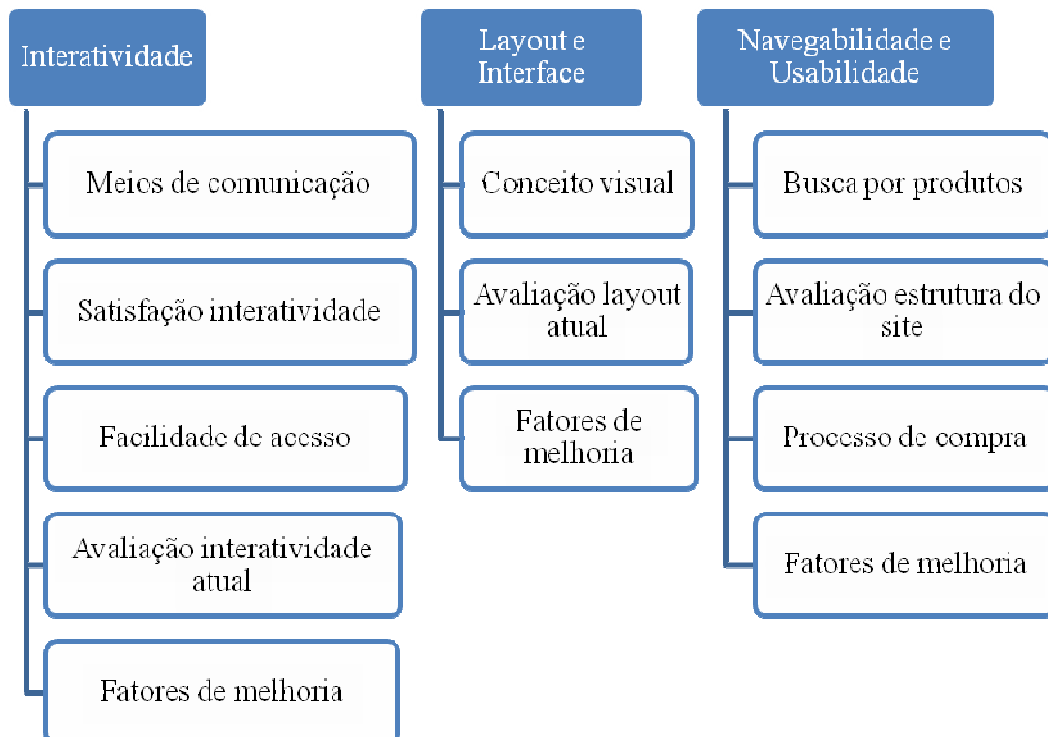 Interatividade
Meios de comunicação
Satisfação interatividade
Facilidade de acesso
Avaliação interatividade
atual
Fatores de melhoria
Layout e
Interface
Conceito visual
Avaliação layout
atual
Fatores de
melhoria
Navegabilidade e
Usabilidade
Busca por produtos
Avaliação estrutura do
site
Processo de compra
Fatores de melhoria